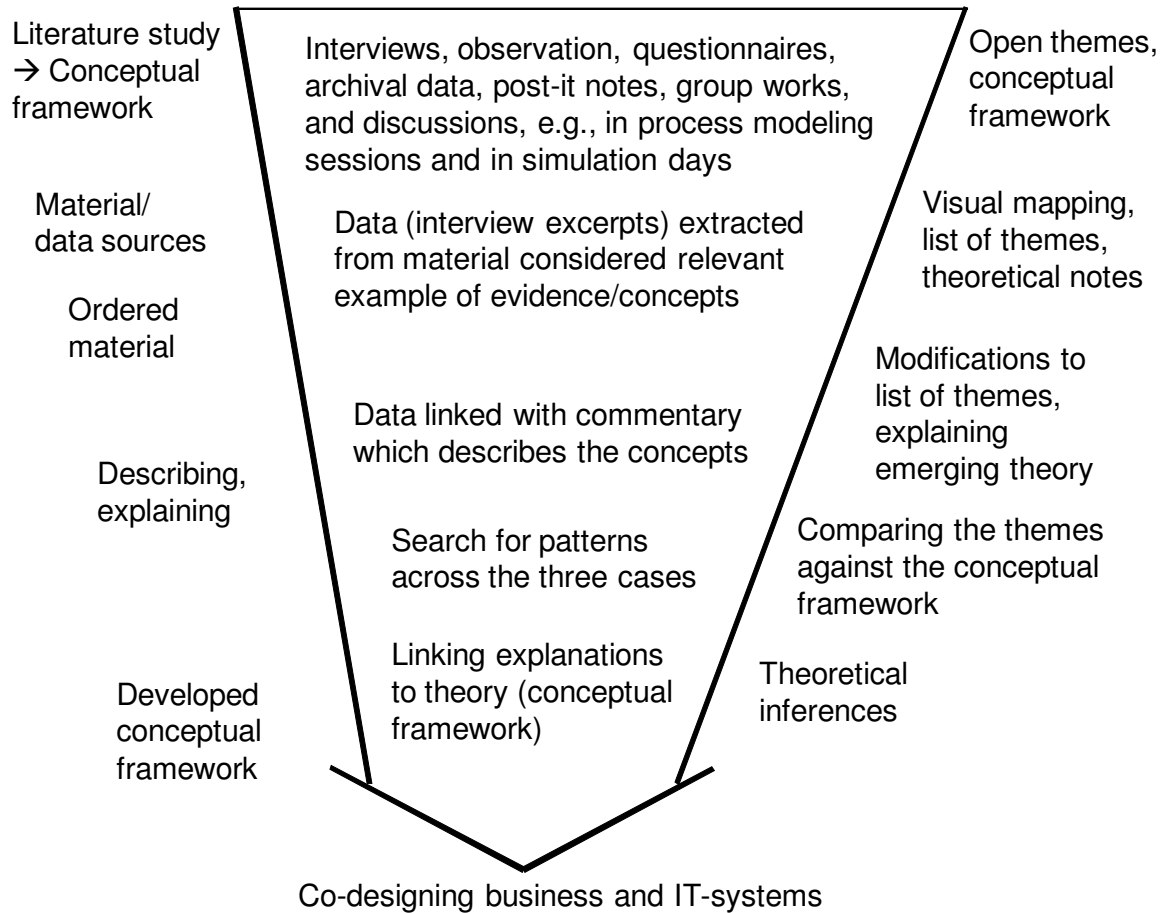 Literature study
→ Conceptual
framework
Interviews, observation, questionnaires,
archival data, post-it notes, group works,
and discussions, e.g., in process modeling
sessions and in simulation days
Open themes,
conceptual
framework
Material/
data sources
Data (interview excerpts) extracted
from material considered relevant
example of evidence/concepts
Visual mapping,
list of themes,
theoretical notes
Ordered
material
Data linked with commentary
which describes the concepts
Modifications to
list of themes,
explaining
emerging theory
Describing,
explaining
Search for patterns
across the three cases
Comparing the themes
against the conceptual
framework
Developed
conceptual
framework
Linking explanations
to theory (conceptual
framework)
Theoretical
inferences
Co-designing business and IT-systems